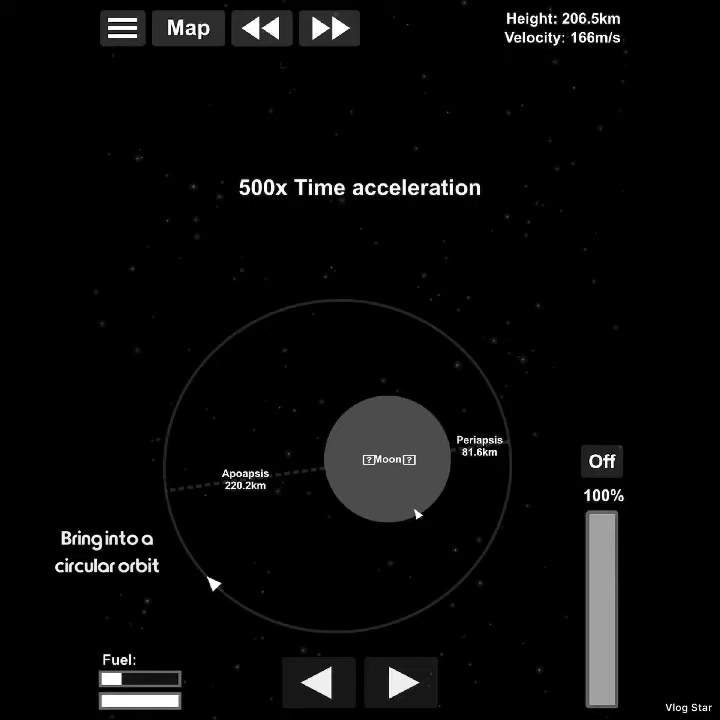 Map
Height: 206.5km
Velocity: 166m/s
500x Time acceleration
Periapsis
81.6km
Moon
Apoapsis
220.2km
Off
100%
Bring into a
circular orbit
Fuel:
Vlog Star